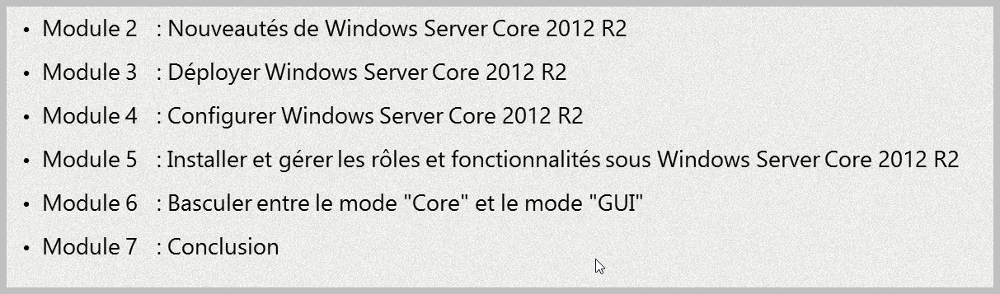 • Module 2 : Nouveautés de Windows Server Core 2012 R2
• Module 3 : Déployer Windows Server Core 2012 R2
• Module 4 : Configurer Windows Server Core 2012 R2
• Module 5 : Installer et gérer les rôles et fonctionnalités sous Windows Server Core 2012 R2
• Module 6 : Basculer entre le mode "Core" et le mode "GUI"
• Module 7 : Conclusion